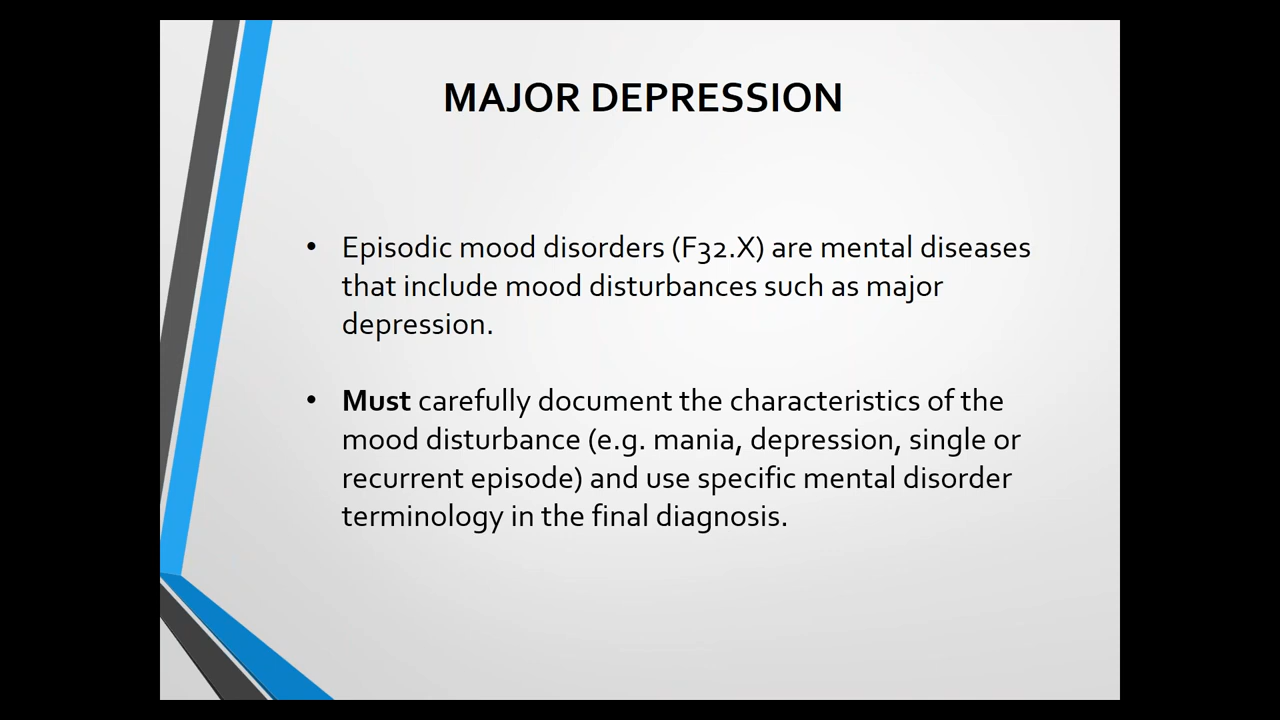 MAJOR DEPRESSION
• Episodic mood disorders (F32.X) are mental diseases
that include mood disturbances such as major
depression.
• Must carefully document the characteristics of the
mood disturbance (e.g. mania, depression, single or
recurrent episode) and use specific mental disorder
terminology in the final diagnosis.